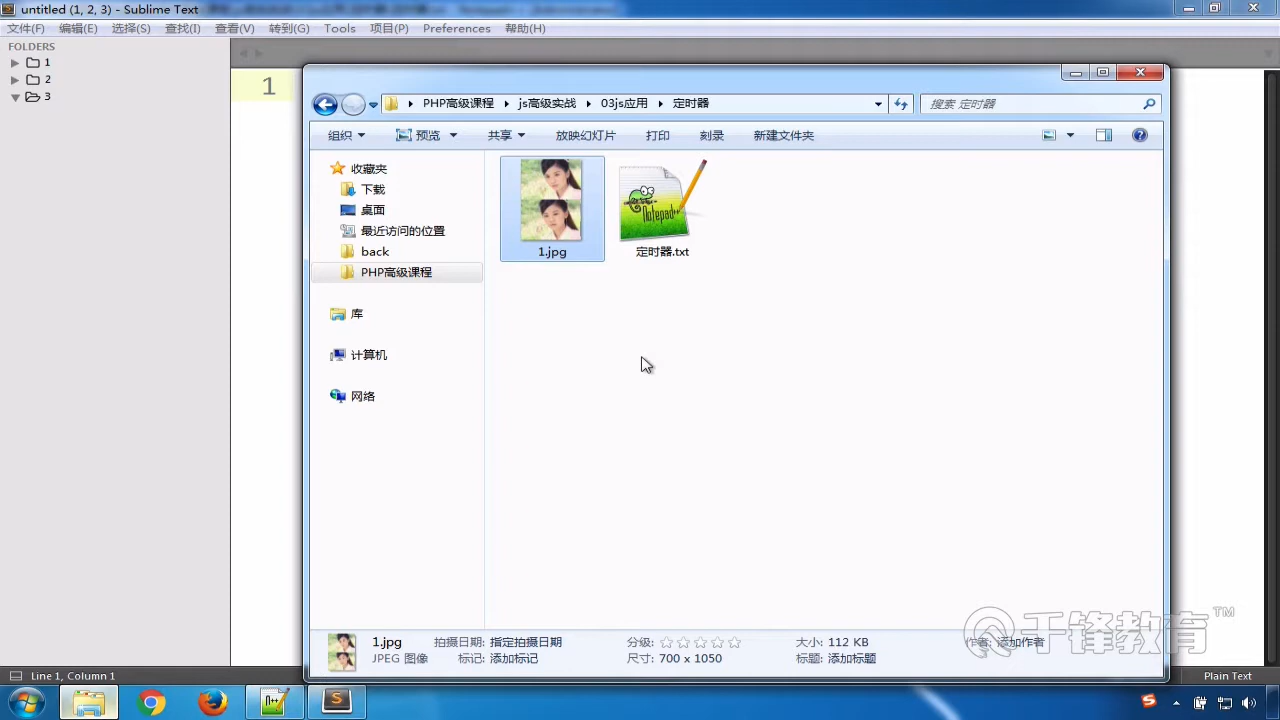 untitled (1, 2, 3) - Sublime Text
文件(F) 编辑(E) 选择(S) 查找(I) 查看(V) 转到(G) Tools 项目(P) Preferences 帮助(H)
FOLDERS
1
2
3
1
PHP高级课程 js高级实战 03js应用 定时器
搜索 定时器
组织 预览 共享 放映幻灯片 打印 刻录 新建文件夹
收藏夹
下载
桌面
最近访问的位置
back
PHP高级课程
库
计算机
网络
Notepad++
1.jpg 定时器.txt
1.jpg 拍摄日期: 指定拍摄日期 分级: 大小: 112 KB 作者: 添加作者
JPEG 图像 标记: 添加标记 尺寸: 700 x 1050 标题: 添加标题
千锋教育TM
Line 1, Column 1 Plain Text